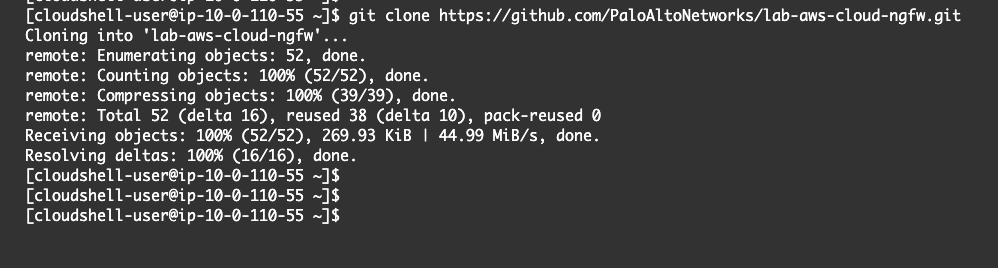 [cloudshell-user@ip-10-0-110-55 ~]$ git clone https://github.com/PaloAltoNetworks/lab-aws-cloud-ngfw.git
Cloning into 'lab-aws-cloud-ngfw'...
remote: Enumerating objects: 52, done.
remote: Counting objects: 100% (52/52), done.
remote: Compressing objects: 100% (39/39), done.
remote: Total 52 (delta 16), reused 38 (delta 10), pack-reused 0
Receiving objects: 100% (52/52), 269.93 KiB | 44.99 MiB/s, done.
Resolving deltas: 100% (16/16), done.
[cloudshell-user@ip-10-0-110-55 ~]$
[cloudshell-user@ip-10-0-110-55 ~]$
[cloudshell-user@ip-10-0-110-55 ~]$